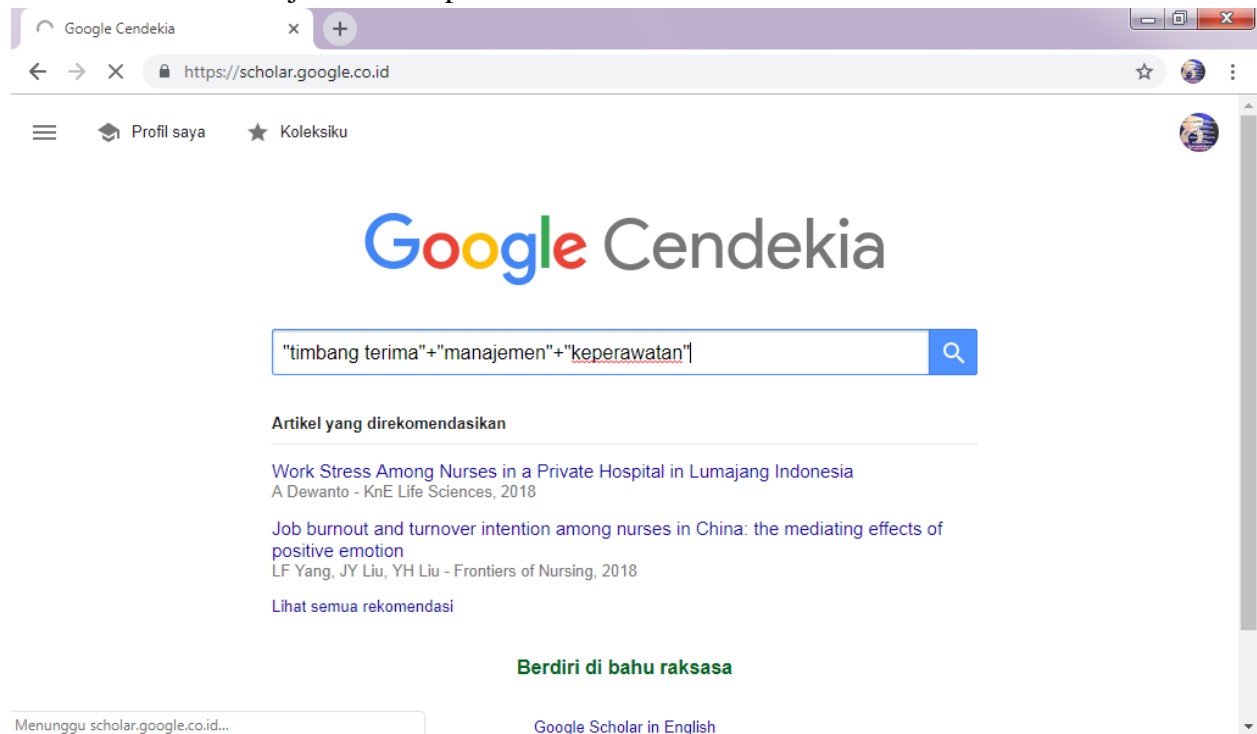 Google Cendekia
https://scholar.google.co.id
Profil saya
Koleksiku
Google Cendekia
"timbang terima"+"manajemen"+"keperawatan"
Artikel yang direkomendasikan
Work Stress Among Nurses in a Private Hospital in Lumajang Indonesia
A Dewanto - KnE Life Sciences, 2018
Job burnout and turnover intention among nurses in China: the mediating effects of
positive emotion
LF Yang, JY Liu, YH Liu - Frontiers of Nursing, 2018
Lihat semua rekomendasi
Berdiri di bahu raksasa
Menunggu scholar.google.co.id...
Google Scholar in English